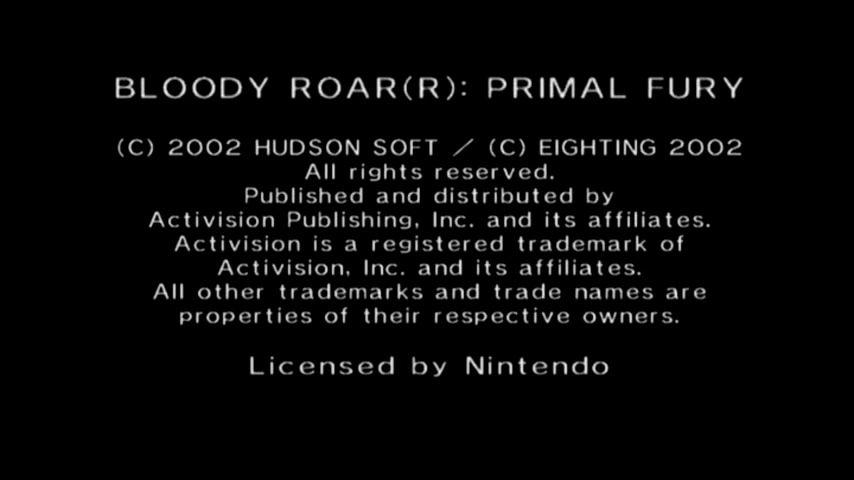 BLOODY ROAR(R): PRIMAL FURY
(C) 2002 HUDSON SOFT / (C) EIGHTING 2002
All rights reserved.
Published and distributed by
Activision Publishing, Inc. and its affiliates.
Activision is a registered trademark of
Activision, Inc. and its affiliates.
All other trademarks and trade names are
properties of their respective owners.
Licensed by Nintendo